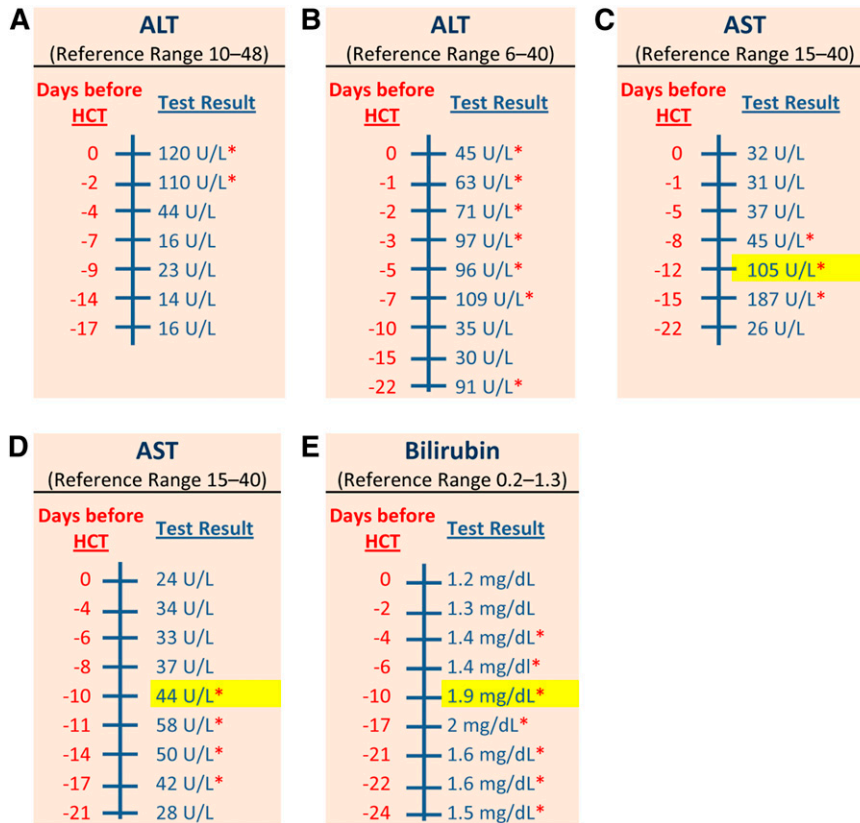 A
ALT
(Reference Range 10–48)
Days before
HCT
Test Result
0 120 U/L*
-2 110 U/L*
-4 44 U/L
-7 16 U/L
-9 23 U/L
-14 14 U/L
-17 16 U/L
B
ALT
(Reference Range 6–40)
Days before
HCT
Test Result
0 45 U/L*
-1 63 U/L*
-2 71 U/L*
-3 97 U/L*
-5 96 U/L*
-7 109 U/L*
-10 35 U/L
-15 30 U/L
-22 91 U/L*
C
AST
(Reference Range 15–40)
Days before
HCT
Test Result
0 32 U/L
-1 31 U/L
-5 37 U/L
-8 45 U/L*
-12 105 U/L*
-15 187 U/L*
-22 26 U/L
D
AST
(Reference Range 15–40)
Days before
HCT
Test Result
0 24 U/L
-4 34 U/L
-6 33 U/L
-8 37 U/L
-10 44 U/L*
-11 58 U/L*
-14 50 U/L*
-17 42 U/L*
-21 28 U/L
E
Bilirubin
(Reference Range 0.2–1.3)
Days before
HCT
Test Result
0 1.2 mg/dL
-2 1.3 mg/dL
-4 1.4 mg/dL*
-6 1.4 mg/dl*
-10 1.9 mg/dL*
-17 2 mg/dL*
-21 1.6 mg/dL*
-22 1.6 mg/dL*
-24 1.5 mg/dL*